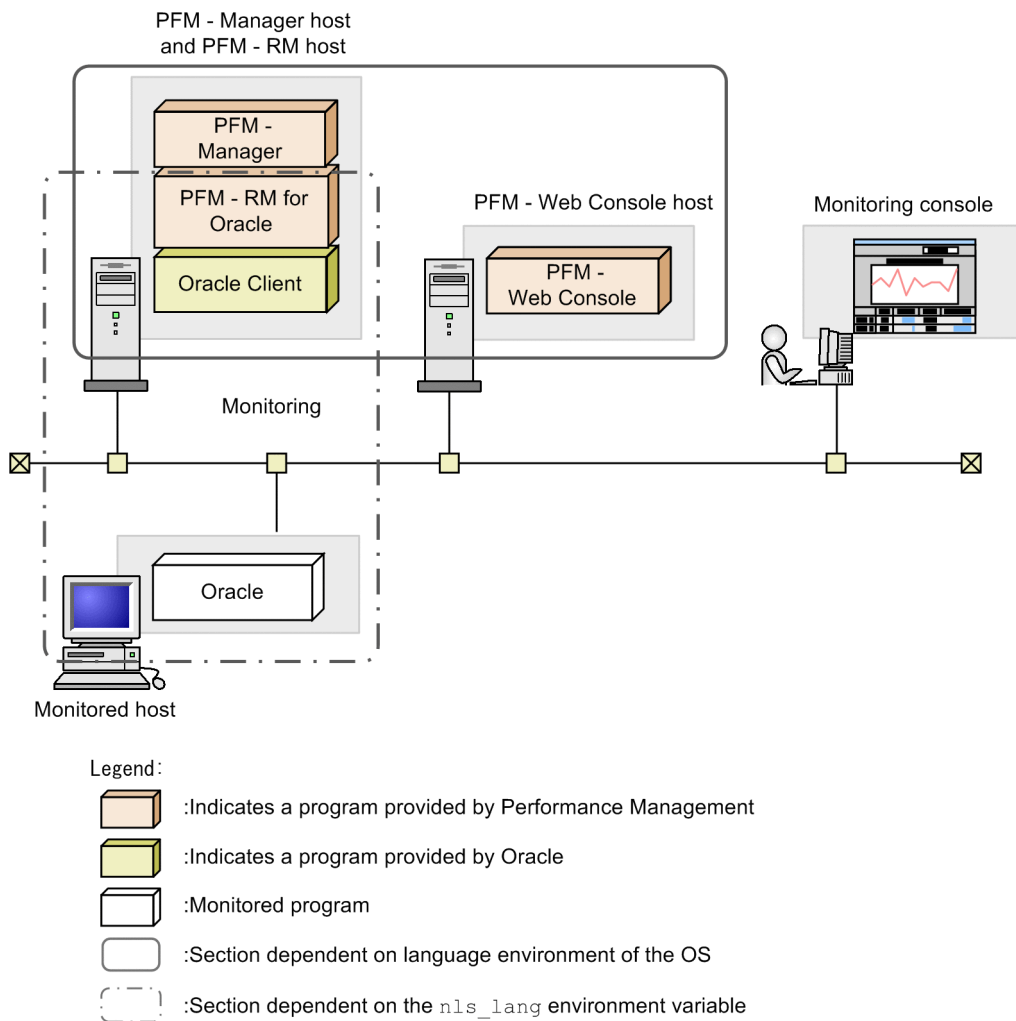 PFM - Manager host
and PFM - RM host
PFM -
Manager
PFM - RM for
Oracle
Oracle Client
PFM - Web Console host
PFM -
Web Console
Monitoring console
Monitoring
Oracle
Monitored host
Legend:
:Indicates a program provided by Performance Management
:Indicates a program provided by Oracle
:Monitored program
:Section dependent on language environment of the OS
:Section dependent on the nls_lang environment variable